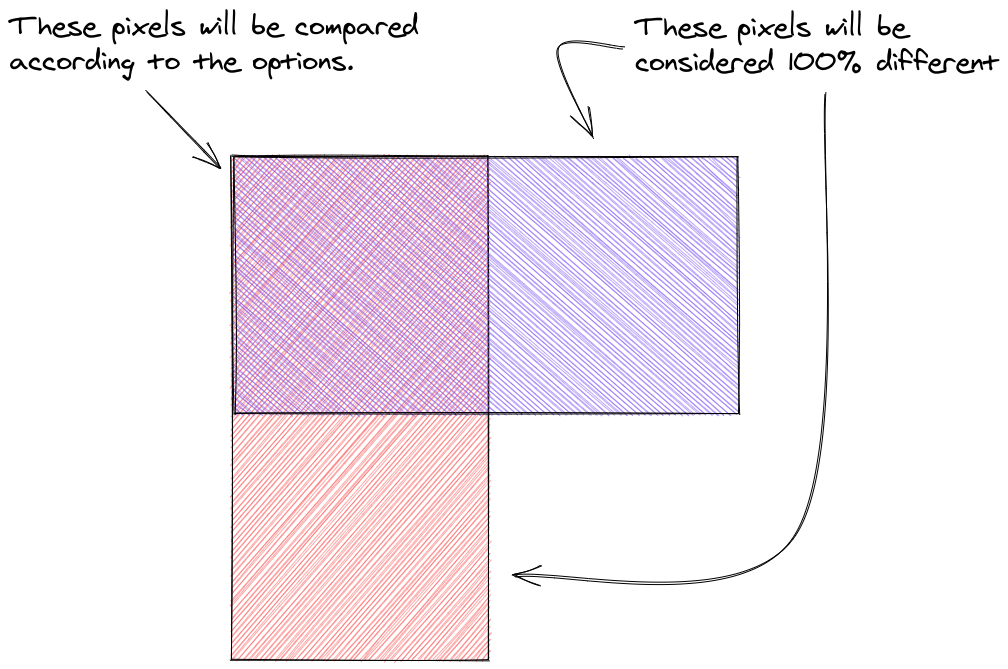 These pixels will be compared
according to the options.
These pixels will be
considered 100% different